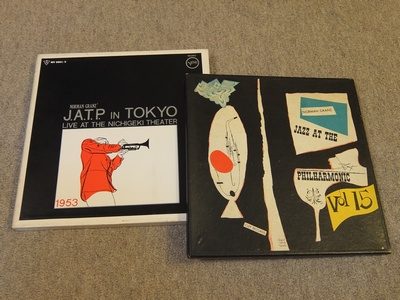 NORMAN GRANZ'
J.A.T.P. IN TOKYO
LIVE AT THE NICHIGEKI THEATER
1953
Verve
NORMAN GRANZ
JAZZ AT THE
PHILHARMONIC
Vol 15